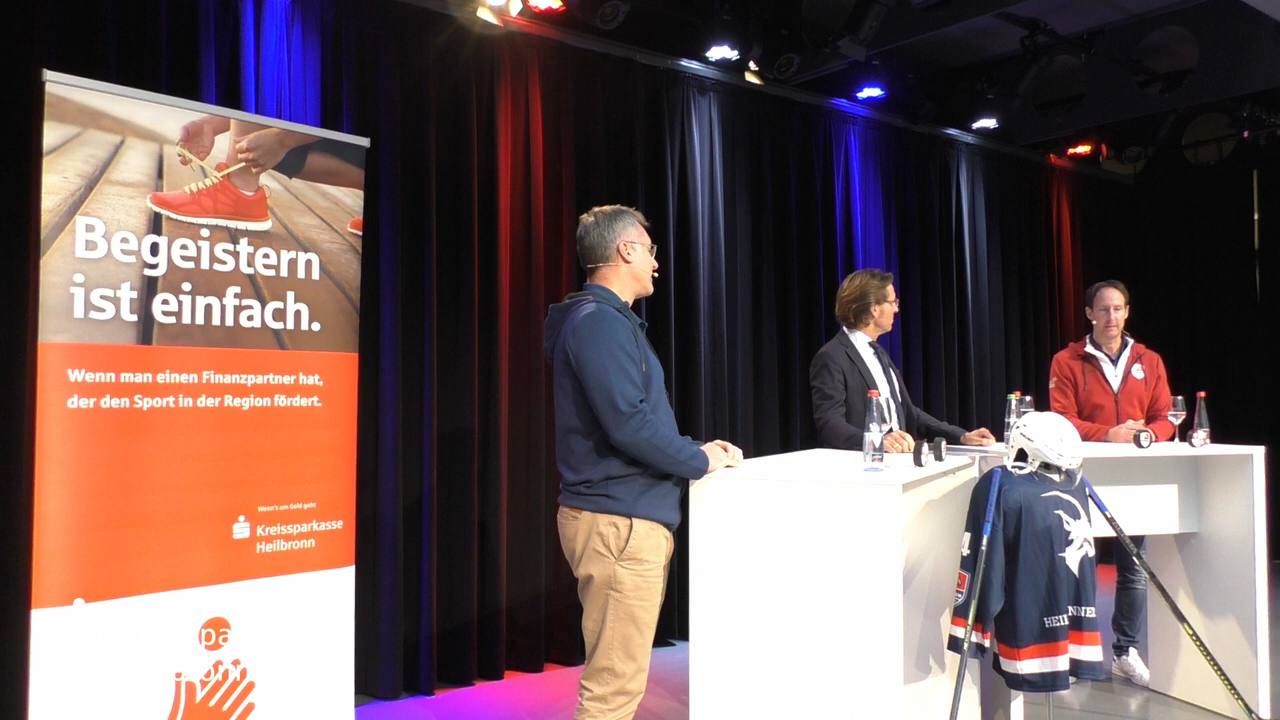 Begeistern
ist einfach.
Wenn man einen Finanzpartner hat,
der den Sport in der Region fördert.
Wenn's um Geld geht
Kreissparkasse
Heilbronn